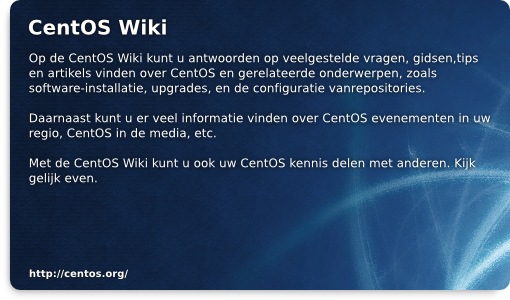 CentOS Wiki
Op de CentOS Wiki kunt u antwoorden op veelgestelde vragen, gidsen,tips
en artikels vinden over CentOS en gerelateerde onderwerpen, zoals
software-installatie, upgrades, en de configuratie vanrepositories.
Daarnaast kunt u er veel informatie vinden over CentOS evenementen in uw
regio, CentOS in de media, etc.
Met de CentOS Wiki kunt u ook uw CentOS kennis delen met anderen. Kijk
gelijk even.
http://centos.org/